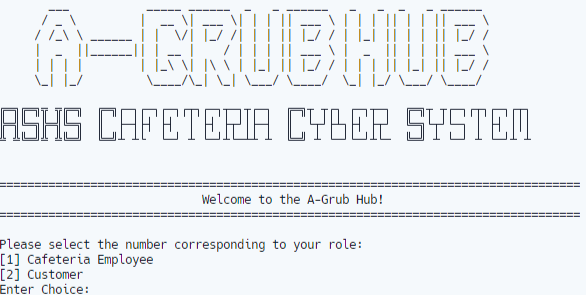 A-GRUBHUB
ASHS CAFETERIA CYBER SYSTEM
Welcome to the A-Grub Hub!
Please select the number corresponding to your role:
[1] Cafeteria Employee
[2] Customer
Enter Choice: